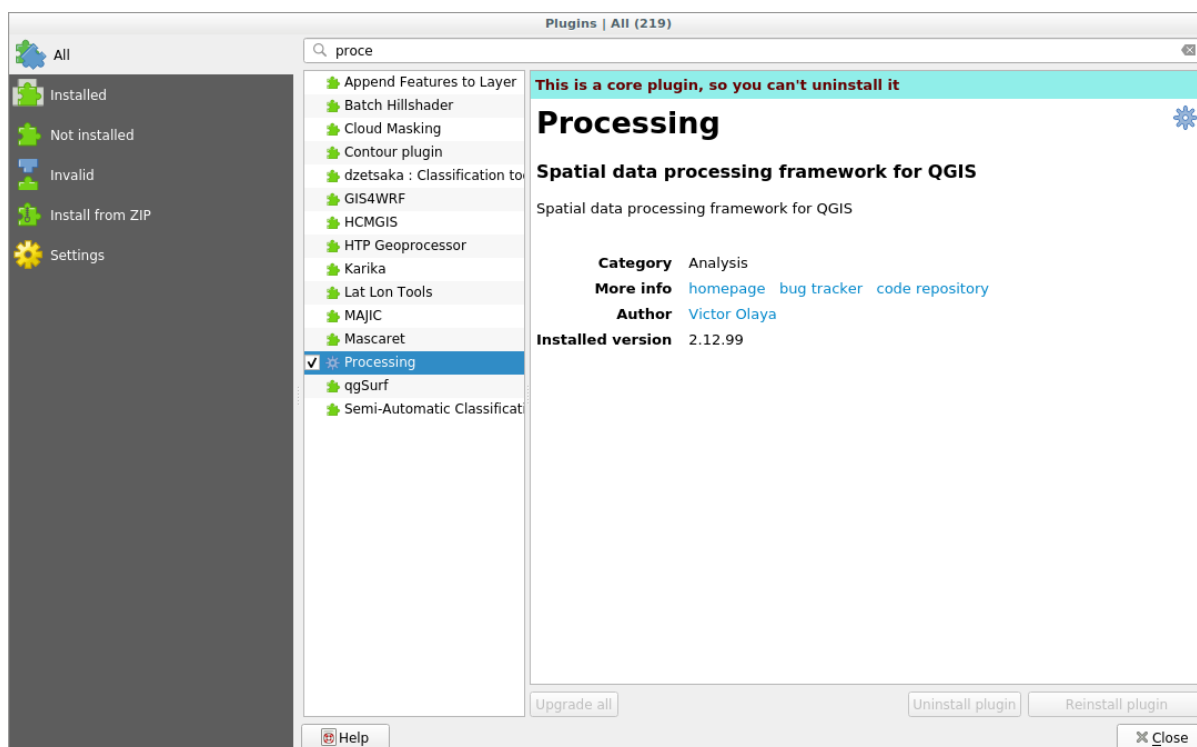 Plugins | All (219)
All
Installed
Not installed
Invalid
Install from ZIP
Settings
proce
Append Features to Layer
Batch Hillshader
Cloud Masking
Contour plugin
dzetsaka : Classification to
GIS4WRF
HCMGIS
HTP Geoprocessor
Karika
Lat Lon Tools
MAJIC
Mascaret
Processing
qgSurf
Semi-Automatic Classificati
This is a core plugin, so you can't uninstall it
Processing
Spatial data processing framework for QGIS
Spatial data processing framework for QGIS
Category Analysis
More info homepage bug tracker code repository
Author Victor Olaya
Installed version 2.12.99
Upgrade all Uninstall plugin Reinstall plugin
Help Close